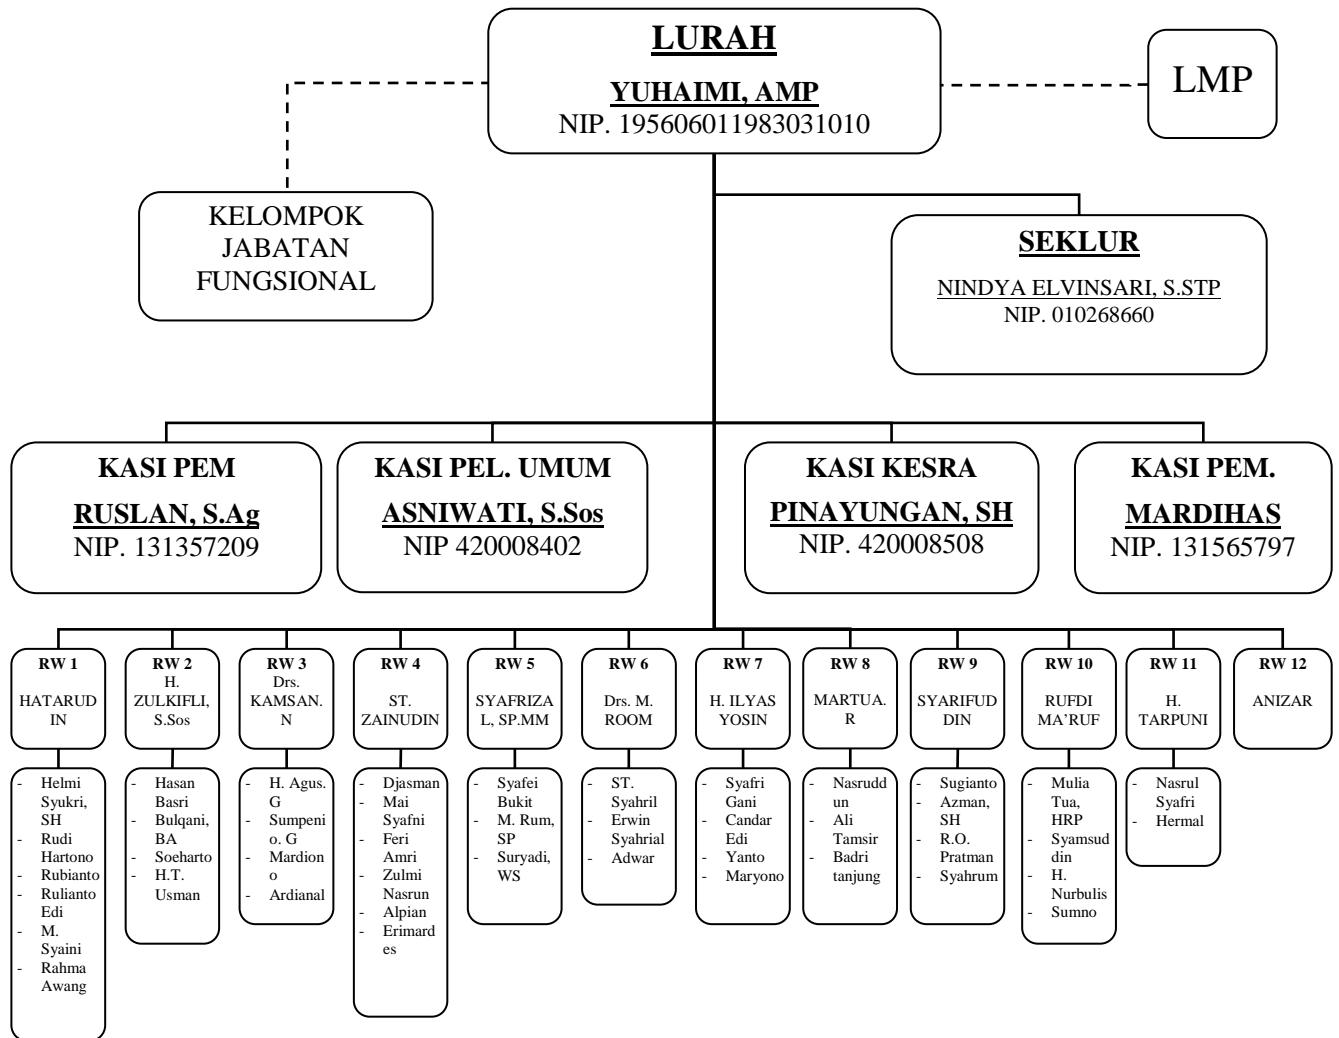 LURAH
YUHAIMI, AMP
NIP. 195606011983031010
LMP
KELOMPOK
JABATAN
FUNGSIONAL
SEKLUR
NINDYA ELVINSARI, S.STP
NIP. 010268660
KASI PEM
RUSLAN, S.Ag
NIP. 131357209
KASI PEL. UMUM
ASNIWATI, S.Sos
NIP 420008402
KASI KESRA
PINAYUNGAN, SH
NIP. 420008508
KASI PEM.
MARDIHAS
NIP. 131565797
RW 1
HATARUD
IN
RW 2
H.
ZULKIFLI,
S.Sos
RW 3
Drs.
KAMSAN.
N
RW 4
ST.
ZAINUDIN
RW 5
SYAFRIZA
L, SP.MM
RW 6
Drs. M.
ROOM
RW 7
H. ILYAS
YOSIN
RW 8
MARTUA.
R
RW 9
SYARIFUD
DIN
RW 10
RUFDI
MA'RUF
RW 11
H.
TARPUNI
RW 12
ANIZAR
- Helmi
Syukri,
SH
- Rudi
Hartono
- Rubianto
- Rulianto
Edi
- M.
Syaini
- Rahma
Awang
- Hasan
Basri
- Bulqani,
BA
- Soeharto
- H.T.
Usman
- H. Agus.
G
- Sumpeni
o. G
- Mardion
o
- Ardianal
- Djasman
- Mai
Syafni
- Feri
Amri
- Zulmi
Nasrun
- Alpian
- Erimard
es
- Syafei
Bukit
- M. Rum,
SP
- Suryadi,
WS
- ST.
Syahril
- Erwin
Syahrial
- Adwar
- Syafri
Gani
- Candar
Edi
- Yanto
- Maryono
- Nasrudd
un
- Ali
Tamsir
- Badri
tanjung
- Sugianto
- Azman,
SH
- R.O.
Pratman
- Syahrum
- Mulia
Tua,
HRP
- Syamsud
din
- H.
Nurbulis
- Sumno
- Nasrul
Syafri
- Hermal